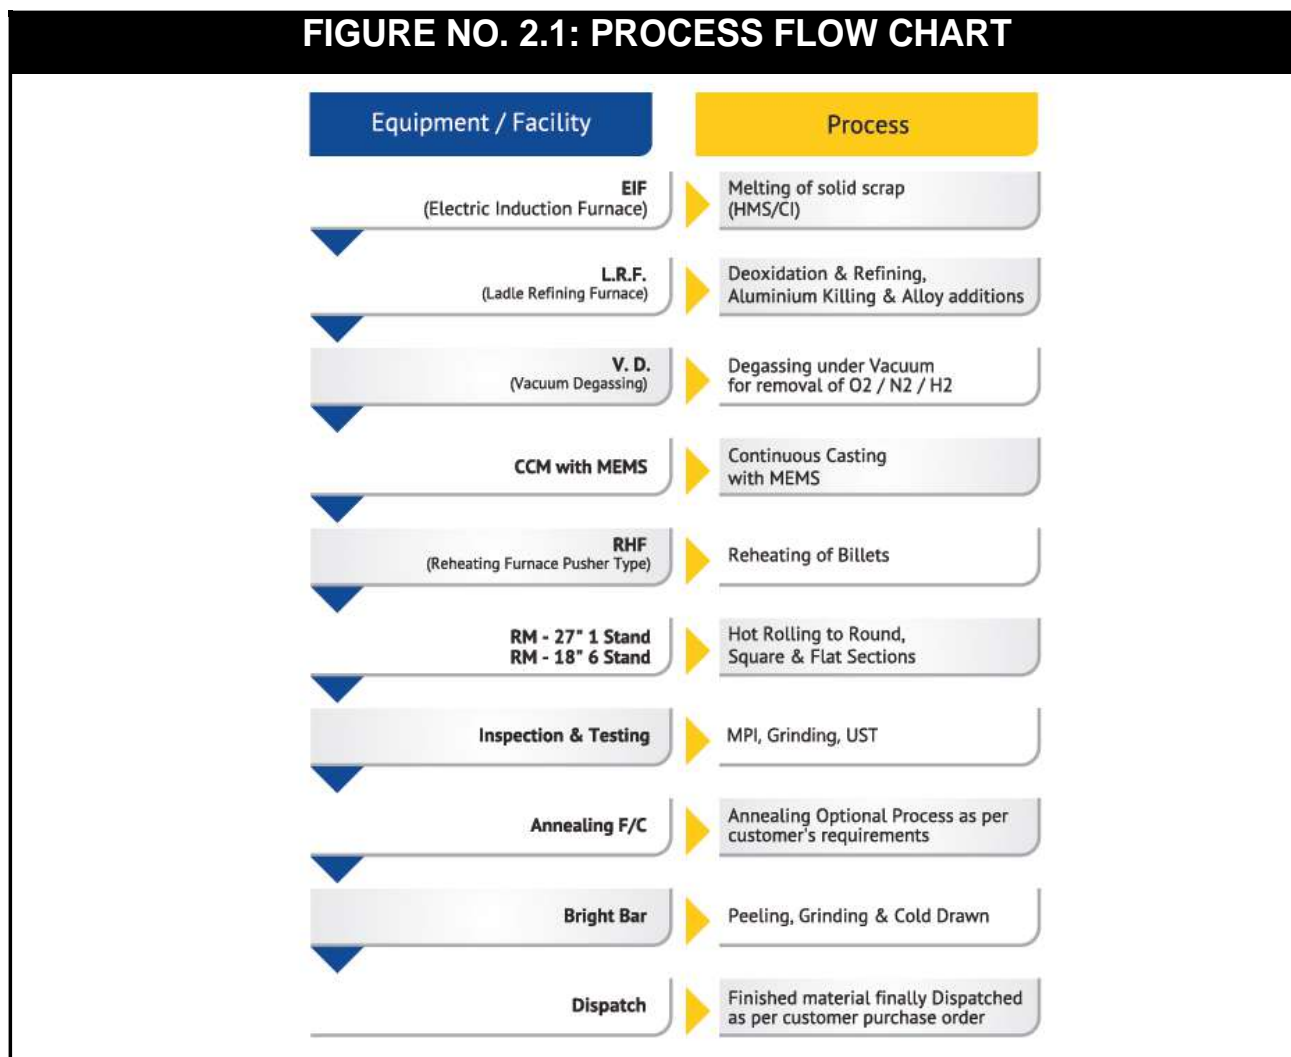 FIGURE NO. 2.1: PROCESS FLOW CHART
Equipment / Facility
Process
EIF
(Electric Induction Furnace)
Melting of solid scrap
(HMS/CI)
L.R.F.
(Ladle Refining Furnace)
Deoxidation & Refining,
Aluminium Killing & Alloy additions
V. D.
(Vacuum Degassing)
Degassing under Vacuum
for removal of O2 / N2 / H2
CCM with MEMS
Continuous Casting
with MEMS
RHF
(Reheating Furnace Pusher Type)
Reheating of Billets
RM - 27" 1 Stand
RM - 18" 6 Stand
Hot Rolling to Round,
Square & Flat Sections
Inspection & Testing
MPI, Grinding, UST
Annealing F/C
Annealing Optional Process as per
customer's requirements
Bright Bar
Peeling, Grinding & Cold Drawn
Dispatch
Finished material finally Dispatched
as per customer purchase order